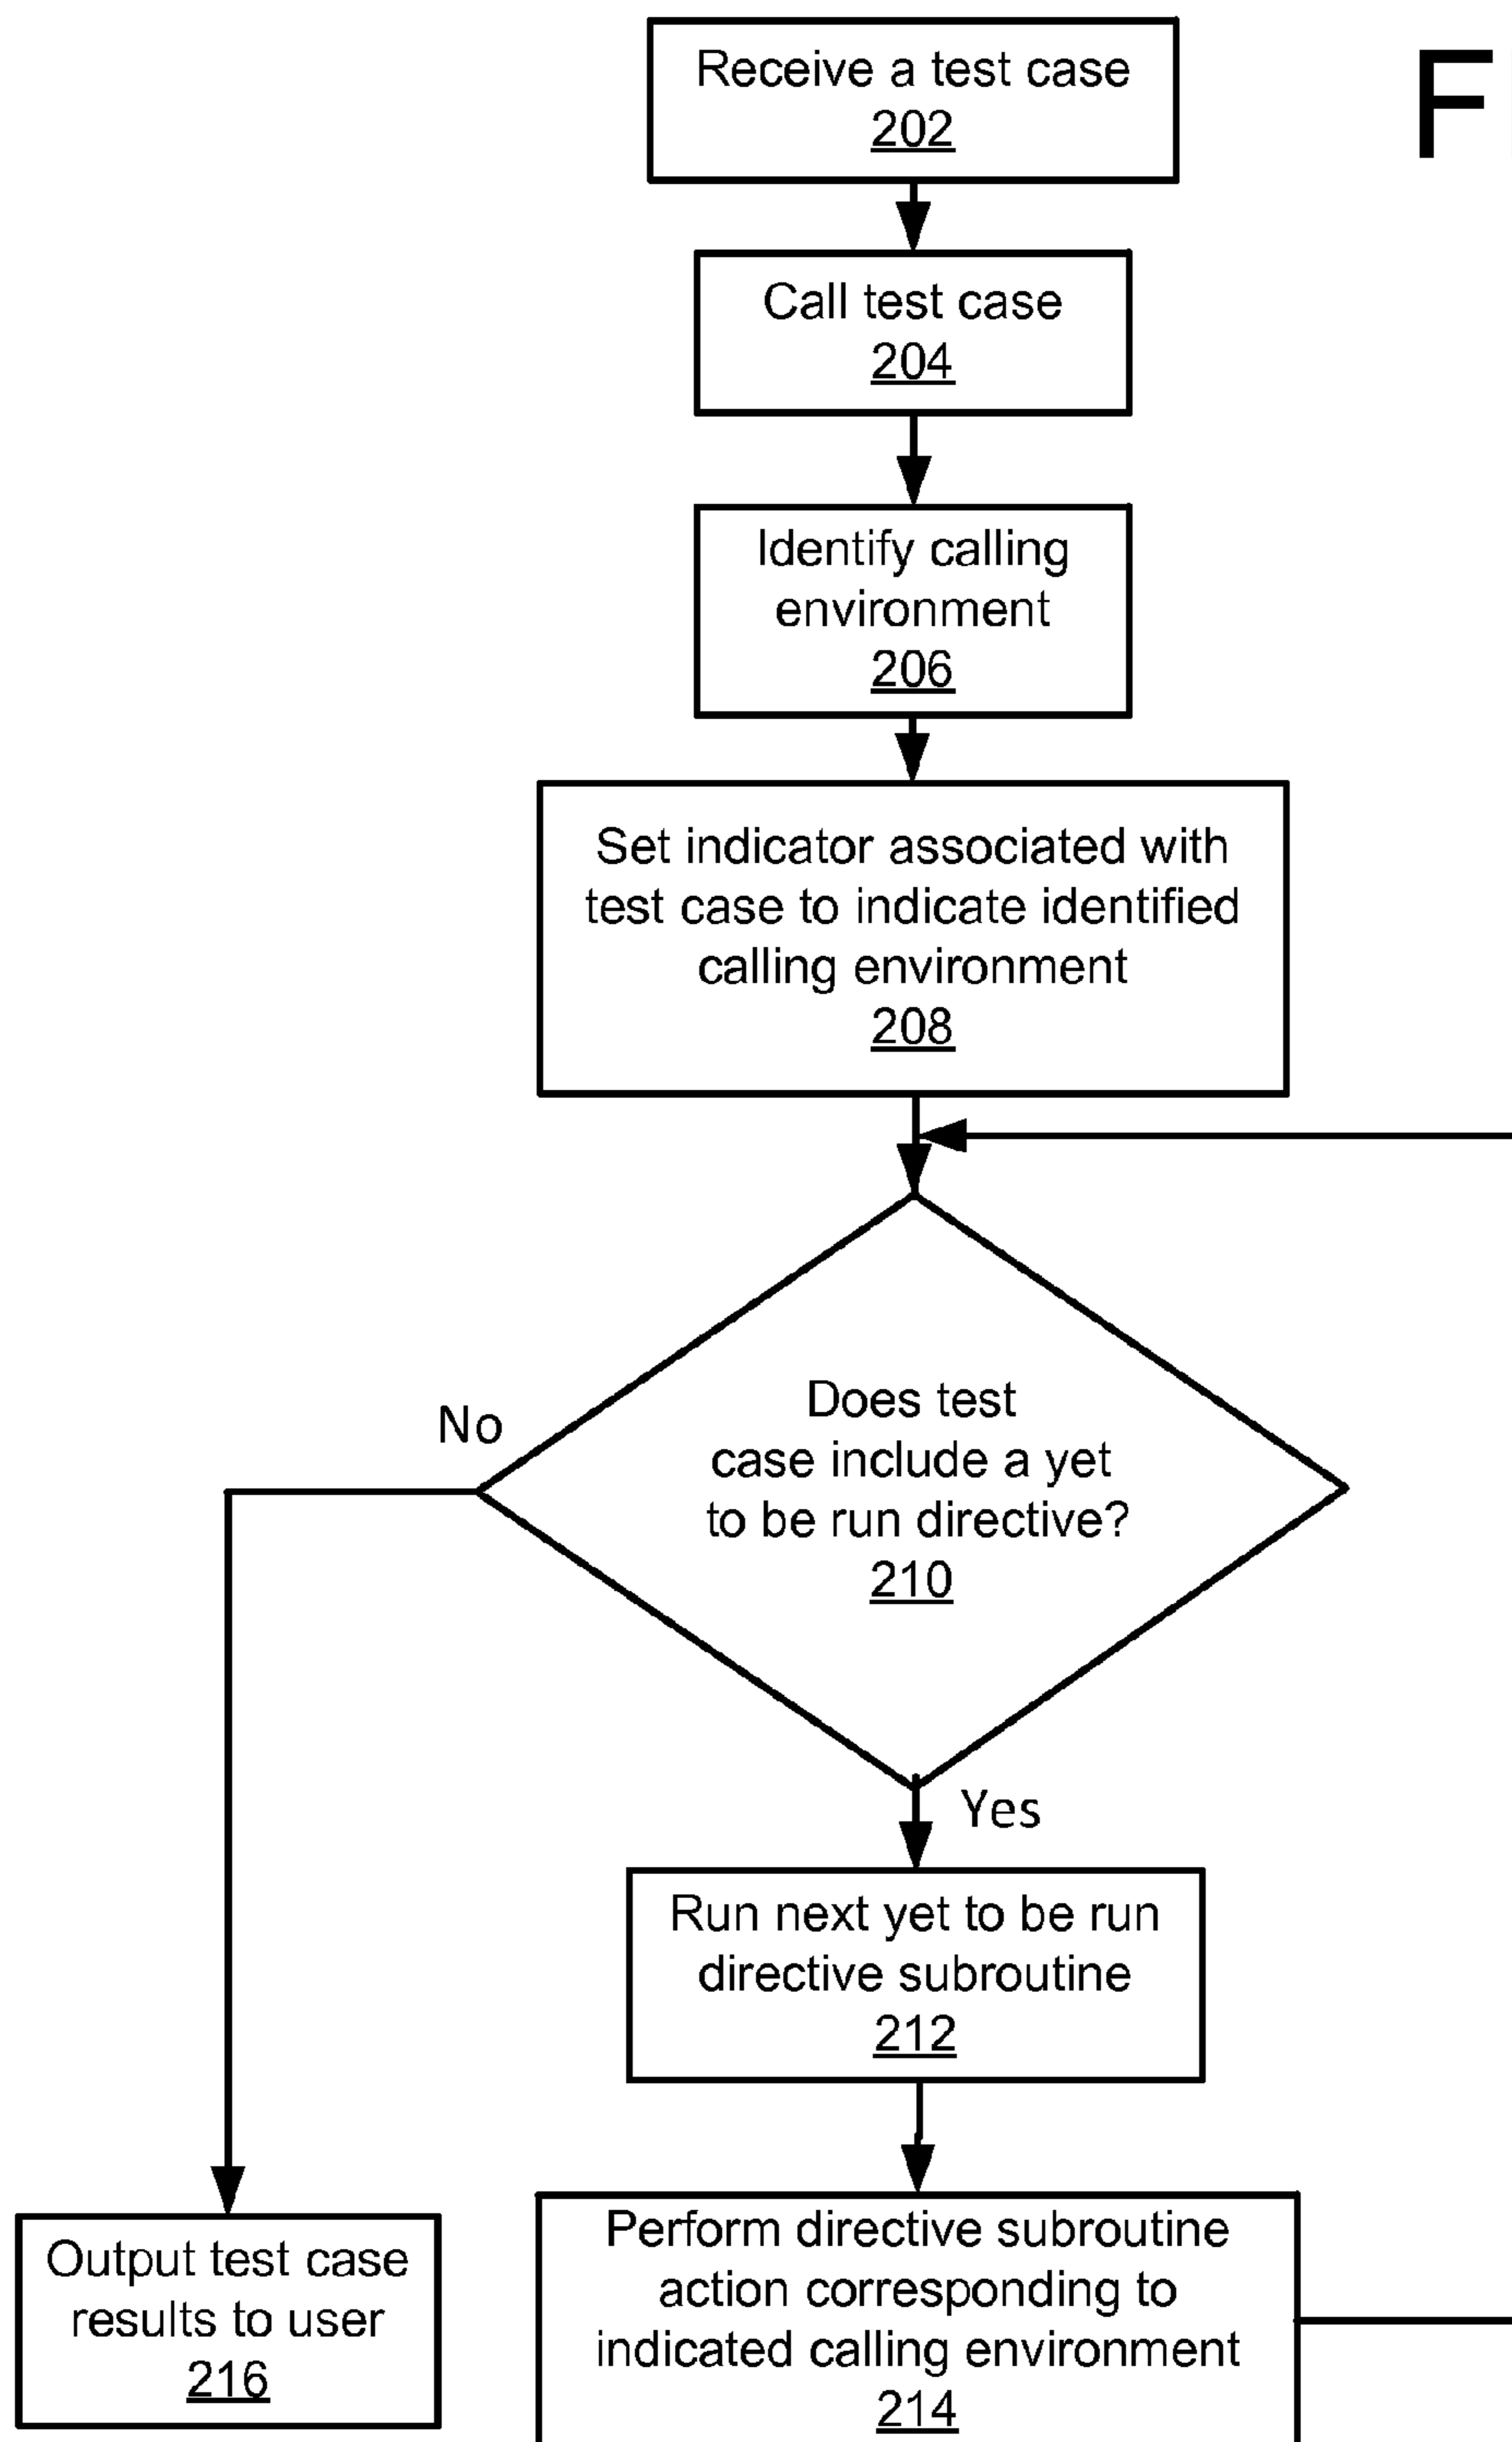 Receive a test case
202
Call test case
204
Identify calling
environment
206
Set indicator associated with
test case to indicate identified
calling environment
208
Does test
case include a yet
to be run directive?
210
No
Yes
Run next yet to be run
directive subroutine
212
Perform directive subroutine
action corresponding to
indicated calling environment
214
Output test case
results to user
216